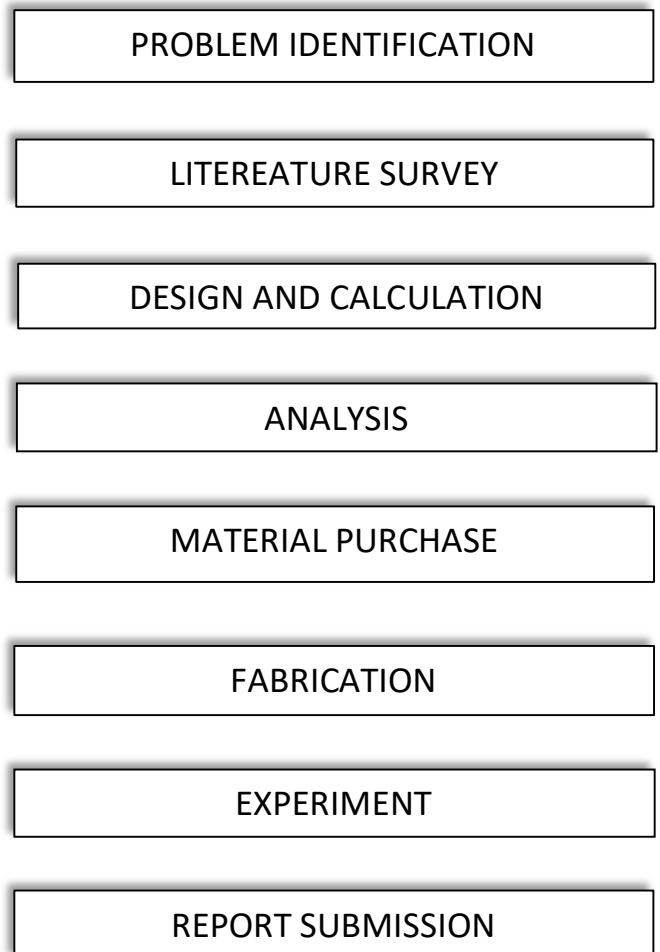 PROBLEM IDENTIFICATION
LITEREATURE SURVEY
DESIGN AND CALCULATION
ANALYSIS
MATERIAL PURCHASE
FABRICATION
EXPERIMENT
REPORT SUBMISSION